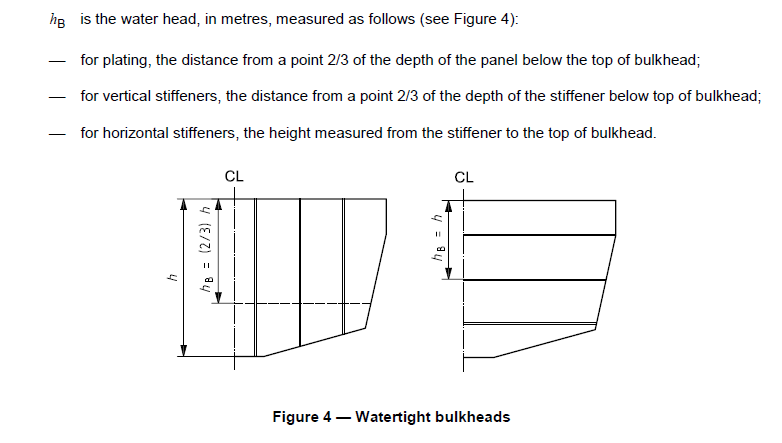 hB is the water head, in metres, measured as follows (see Figure 4):
— for plating, the distance from a point 2/3 of the depth of the panel below the top of bulkhead;
— for vertical stiffeners, the distance from a point 2/3 of the depth of the stiffener below top of bulkhead;
— for horizontal stiffeners, the height measured from the stiffener to the top of bulkhead.
CL
h
hB = (2/3) h
CL
hB = h
Figure 4 — Watertight bulkheads